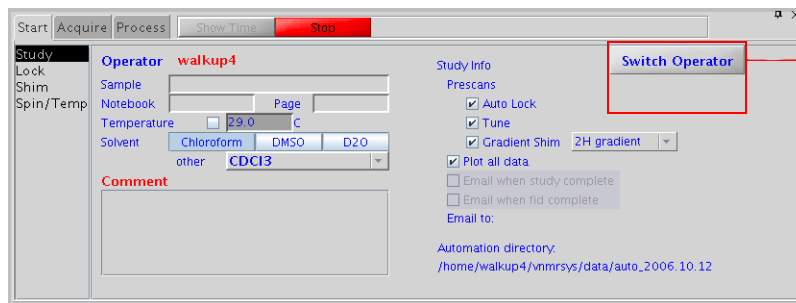 Start Acquire Process Show Time Stop
Study
Lock
Shim
Spin/Temp
Operator walkup4
Sample
Notebook Page
Temperature 29.0 C
Solvent Chloroform DMSO D2O
other CDCl3
Comment
Study Info
Prescans
Auto Lock
Tune
Gradient Shim 2H gradient
Plot all data
Email when study complete
Email when fid complete
Email to:
Automation directory:
/home/walkup4/vnmrsys/data/auto_2006.10.12
Switch Operator